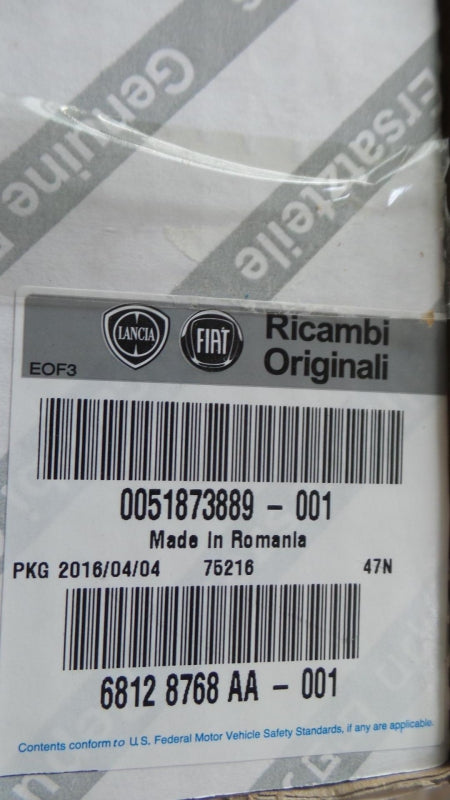 Genuine
Ersatzteile
LANCIA
FIAT
Ricambi
Originali
EOF3
0051873889 - 001
Made In Romania
PKG 2016/04/04 75216 47N
6812 8768 AA - 001
Contents conform to U.S. Federal Motor Vehicle Safety Standards, if any are applicable.